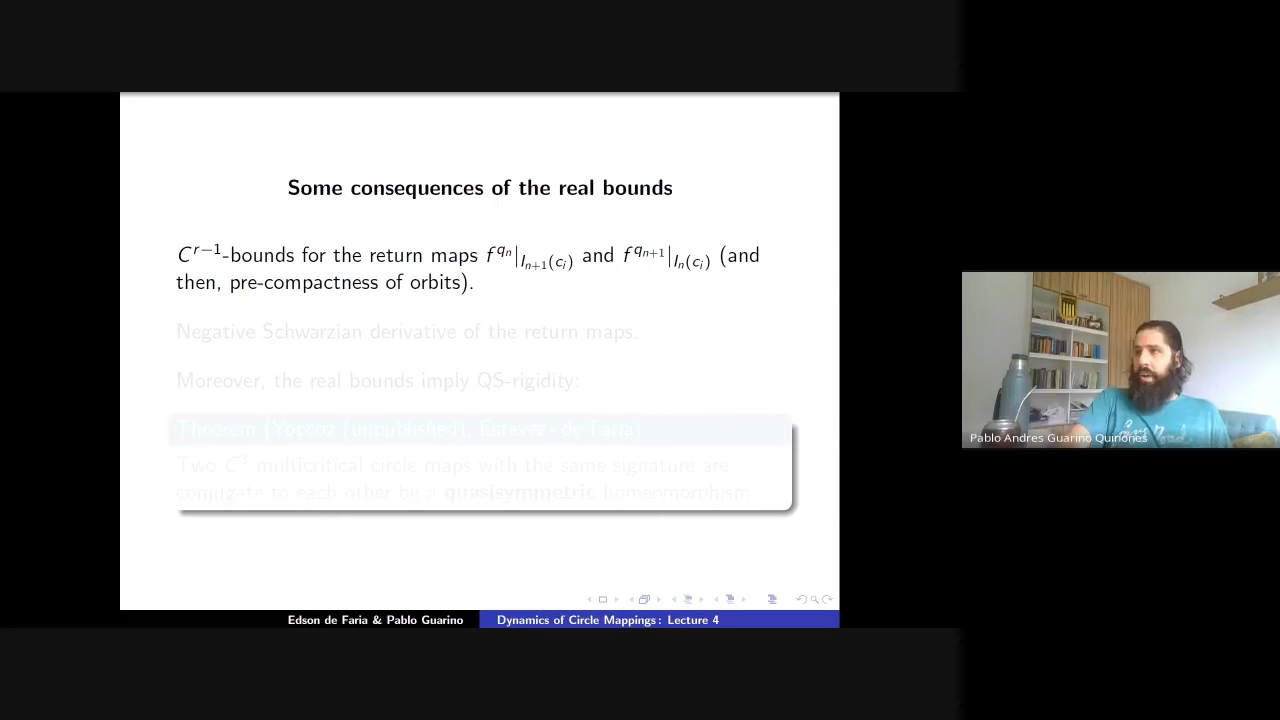 Some consequences of the real bounds
C^{r−1}-bounds for the return maps f^{q_n}|_{I_{n+1}(c_i)} and f^{q_{n+1}}|_{I_n(c_i)} (and
then, pre-compactness of orbits).
Negative Schwarzian derivative of the return maps.
Moreover, the real bounds imply QS-rigidity:
Theorem (Yoccoz (unpublished), Estevez - de Faria)
Two C^3 multicritical circle maps with the same signature are
conjugate to each other by a quasisymmetric homeomorphism
Pablo Andres Guarino Quiñones
Edson de Faria & Pablo Guarino
Dynamics of Circle Mappings: Lecture 4